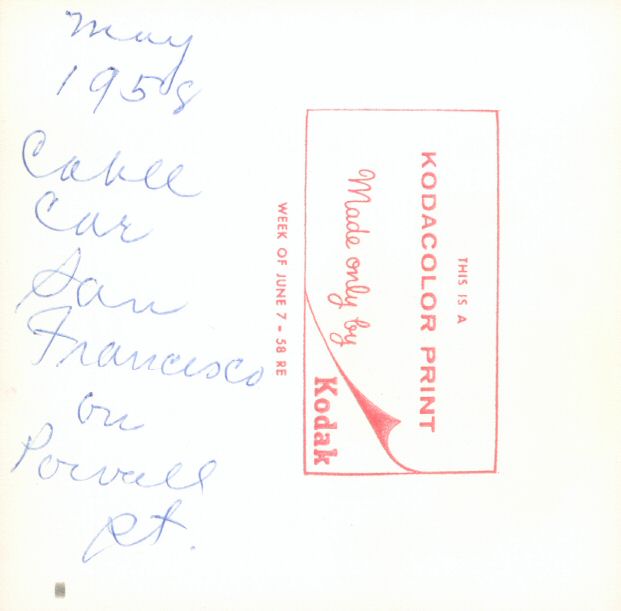 May
1958
Cable
Car
San
Francisco
on
Powell
St.
THIS IS A
KODACOLOR PRINT
Made only by
Kodak
WEEK OF JUNE 7 - 58 RE